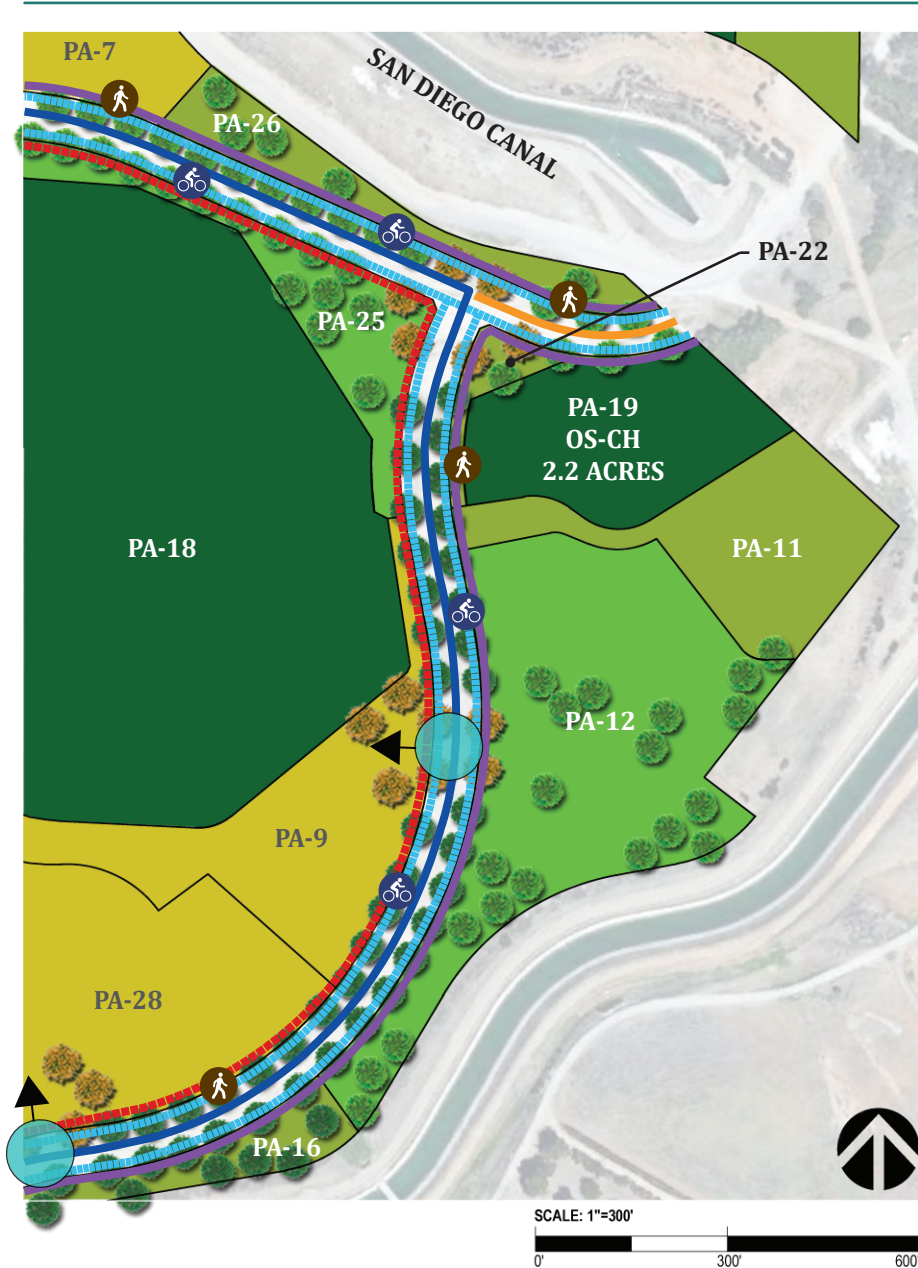 PA-7
SAN DIEGO CANAL
PA-26
PA-22
PA-25
PA-19
OS-CH
2.2 ACRES
PA-18
PA-11
PA-12
PA-9
PA-28
PA-16
SCALE: 1"=300'
0' 300' 600'